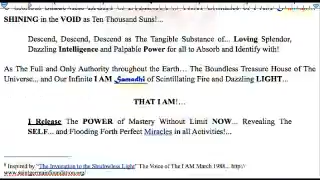 SHINING in the VOID as Ten Thousand Suns!...
Descend, Descend, Descend as The Tangible Substance of... Loving Splendor,
Dazzling Intelligence and Palpable Power for all to Absorb and Identify with!
As The Full and Only Authority throughout the Earth… The Boundless Treasure House of The
Universe... and Our Infinite I AM Samadhi of Scintillating Fire and Dazzling LIGHT...
THAT I AM!...
I Release The POWER of Mastery Without Limit NOW... Revealing The
SELF... and Flooding Forth Perfect Miracles in all Activities!...
Inspired by "The Invocation to the Shadowless Light" The Voice of The I AM March 1988... http://
www.saintgermainfoundation.org/